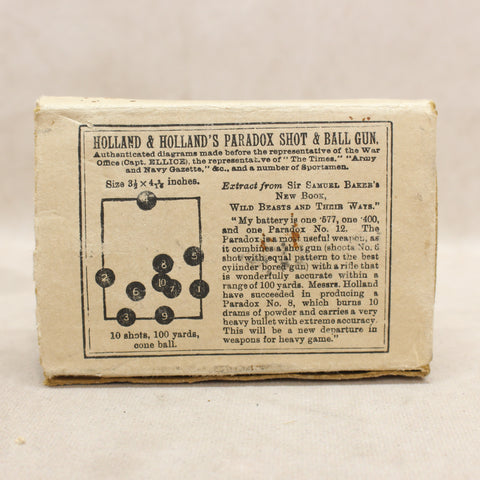 HOLLAND & HOLLAND'S PARADOX SHOT & BALL GUN.
Authenticated diagrams made before the representative of the War
Office (Capt. ELLICE), the representative of "The Times," "Army
and Navy Gazette," &c., and a number of Sportsmen.
Size 3½ × 4 1/16 inches.
4
5
8
2
10
7
6
1
3
9
10 shots, 100 yards,
cone ball.
Extract from SIR SAMUEL BAKER'S
NEW BOOK,
WILD BEASTS AND THEIR WAYS."
"My battery is one ·577, one ·400,
and one Paradox No. 12. The
Paradox is a most useful weapon, as
it combines a shot gun (shoots No. 6
shot with equal pattern to the best
cylinder bored gun) with a rifle that
is wonderfully accurate within a
range of 100 yards. Messrs. Holland
have succeeded in producing a
Paradox No. 8, which burns 10
drams of powder and carries a very
heavy bullet with extreme accuracy.
This will be a new departure in
weapons for heavy game."